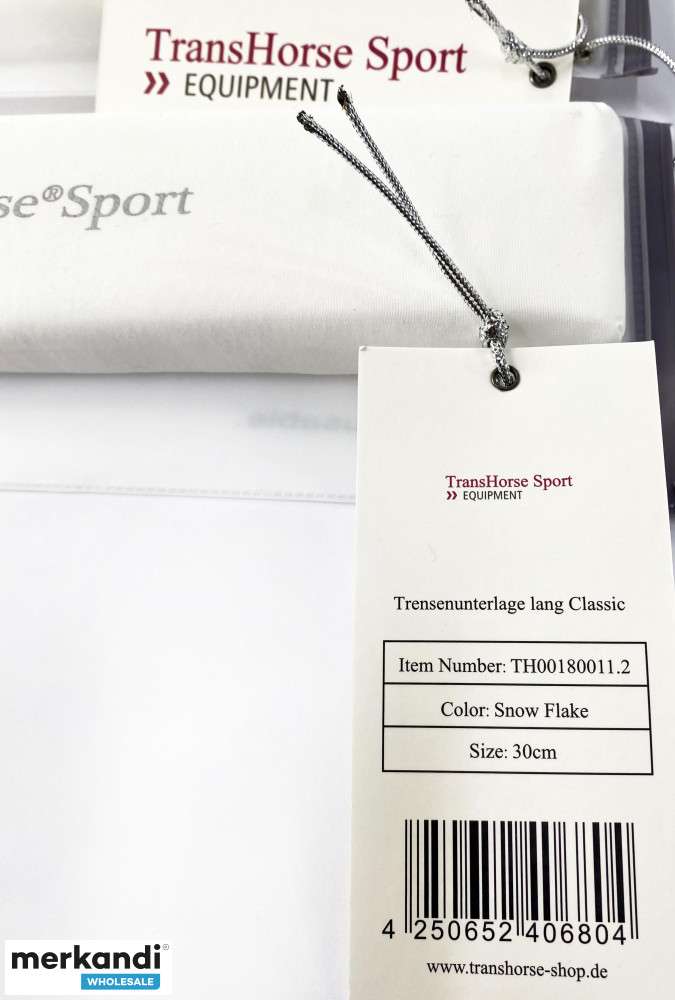 TransHorse Sport
» EQUIPMENT
se®Sport
TransHorse Sport
» EQUIPMENT
Trensenunterlage lang Classic
Item Number: TH00180011.2
Color: Snow Flake
Size: 30cm
4 250652 406804
www.transhorse-shop.de
merkandi®
WHOLESALE